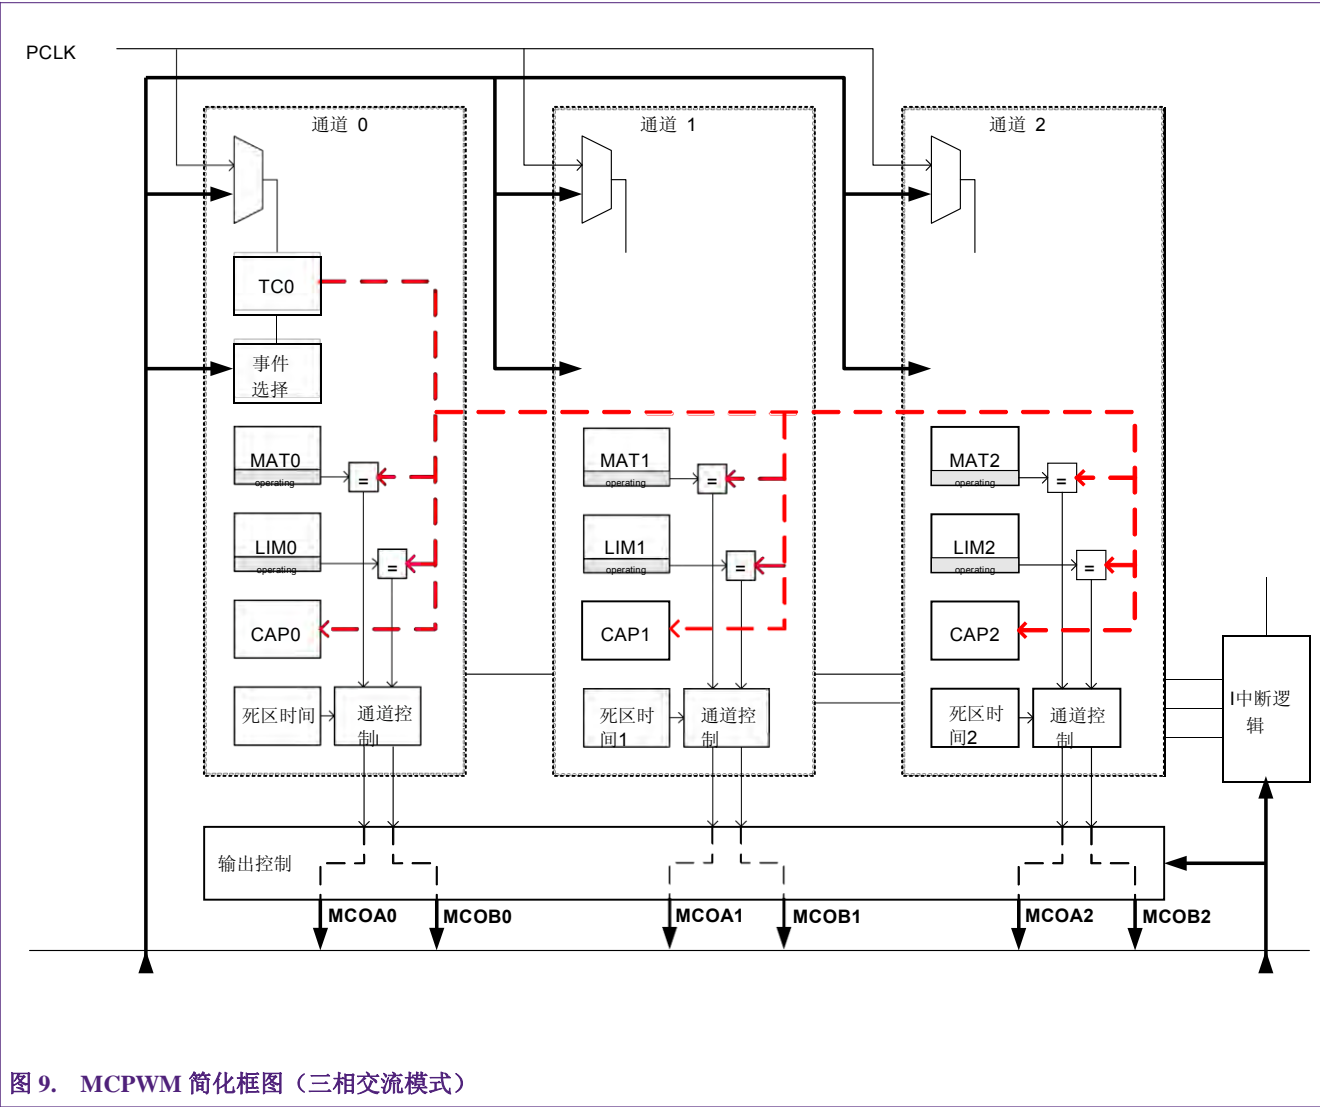 PCLK
通道 0
通道 1
通道 2
TC0
事件
选择
MAT0
operating
=
MAT1
operating
=
MAT2
operating
=
LIM0
operating
=
LIM1
operating
=
LIM2
operating
=
CAP0
CAP1
CAP2
死区时间
通道控
制
死区时
间1
通道控
制
死区时
间2
通道控
制
I中断逻
辑
输出控制
MCOA0
MCOB0
MCOA1
MCOB1
MCOA2
MCOB2
图 9. MCPWM 简化框图（三相交流模式）